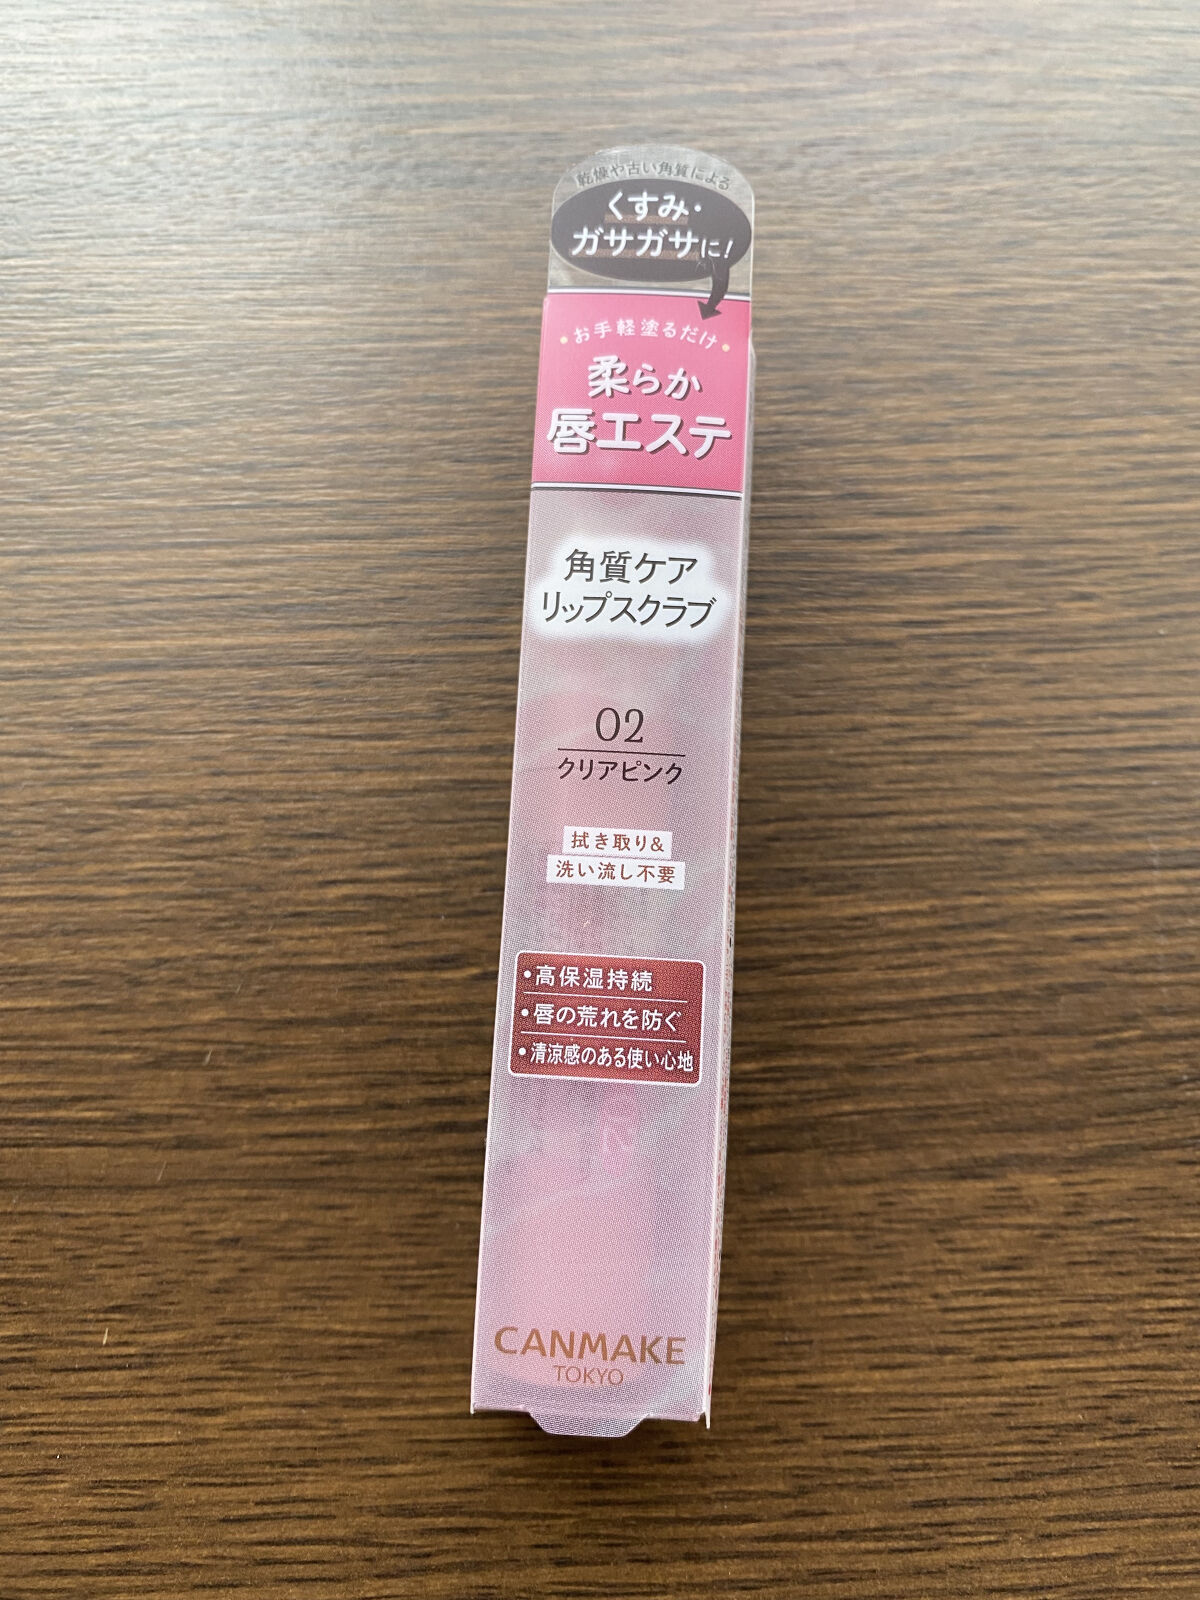 乾燥や古い角質による
くすみ・
ガサガサに!
・お手軽塗るだけ・
柔らか
唇エステ
角質ケア
リップスクラブ
02
クリアピンク
拭き取り&
洗い流し不要
・高保湿持続
・唇の荒れを防ぐ
・清涼感のある使い心地
CANMAKE
TOKYO